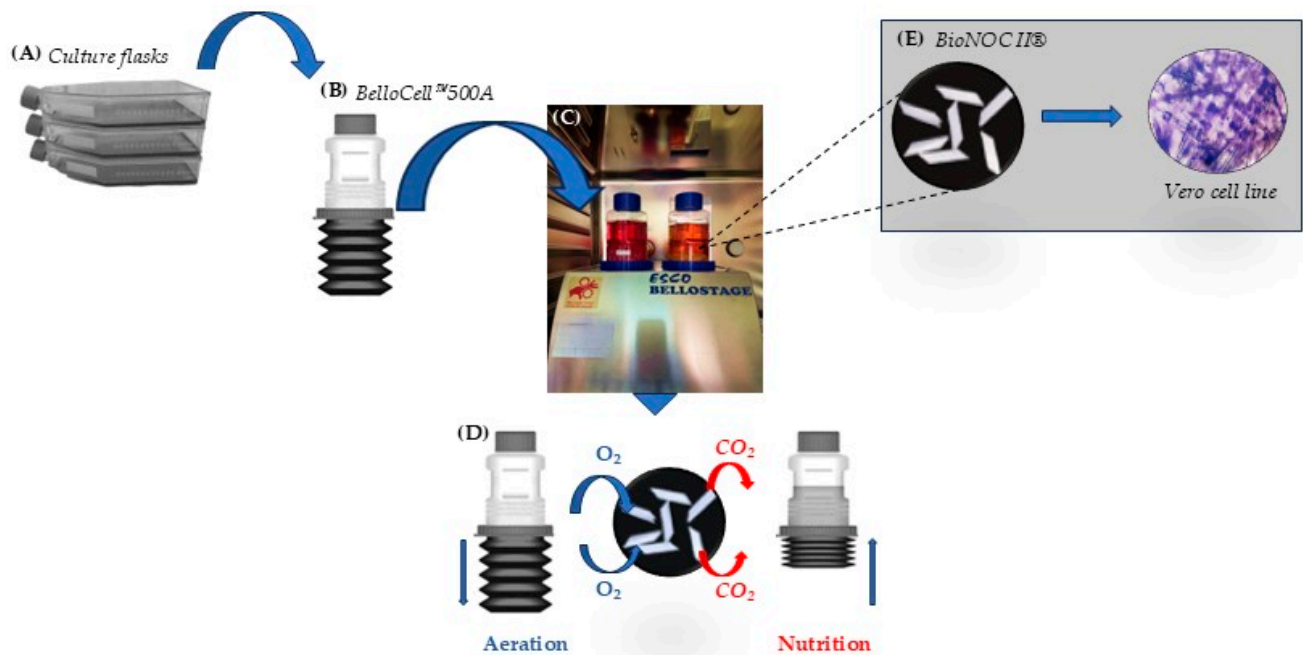 (A) Culture flasks
(B) BelloCell™500A
(C)
ESCO
BELLOSTAGE
(E) BioNOC II®
Vero cell line
(D)
O2
CO2
O2
CO2
Aeration
Nutrition